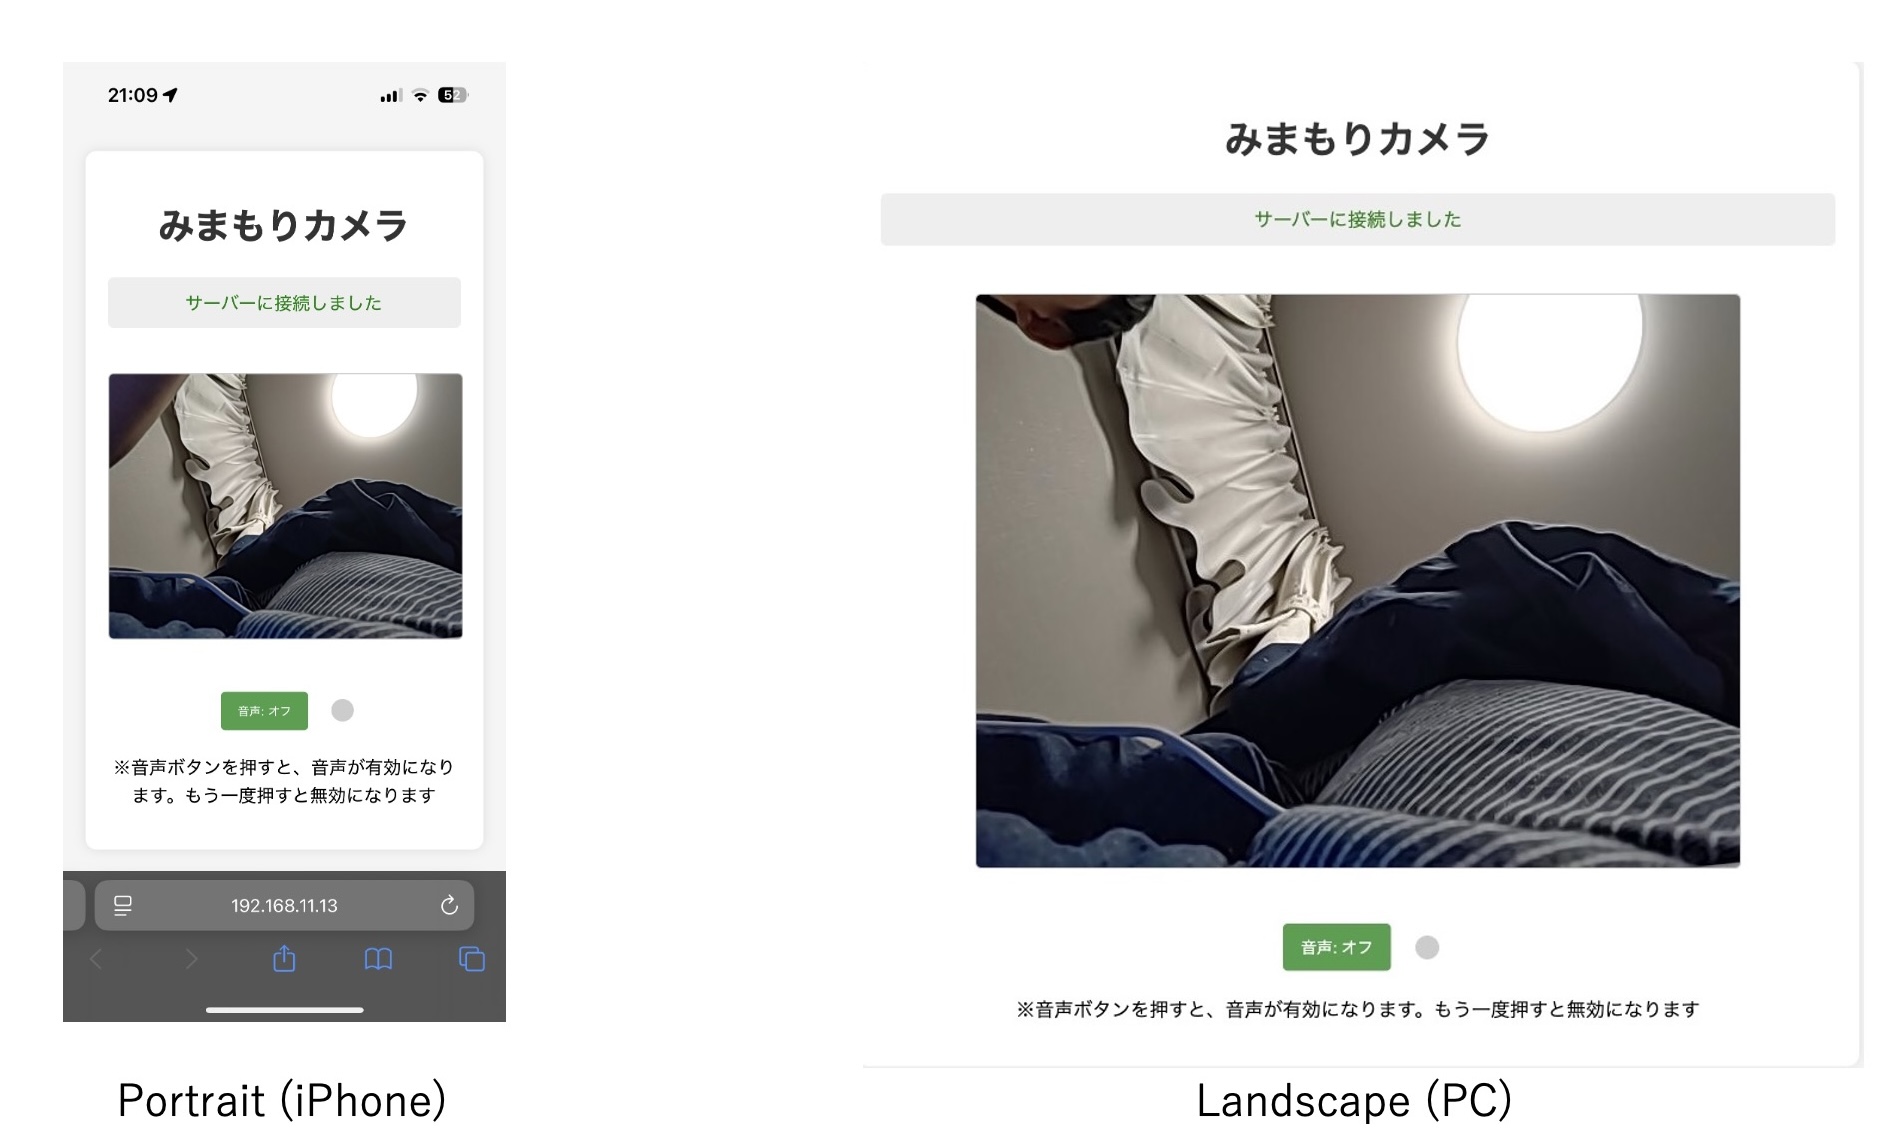 21:09
52
みまもりカメラ
サーバーに接続しました
音声: オフ
※音声ボタンを押すと、音声が有効になり
ます。もう一度押すと無効になります
192.168.11.13
Portrait (iPhone)
みまもりカメラ
サーバーに接続しました
音声: オフ
※音声ボタンを押すと、音声が有効になります。もう一度押すと無効になります
Landscape (PC)